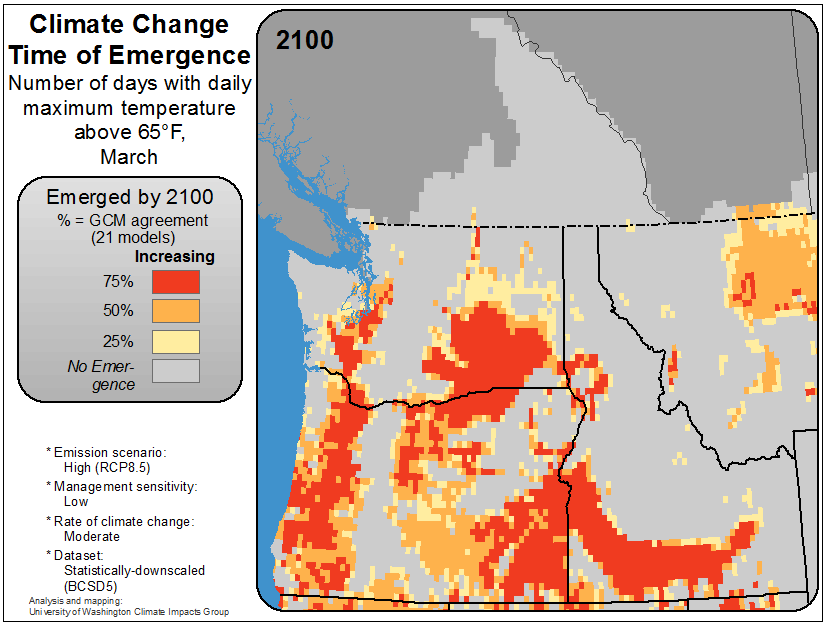 Climate Change
Time of Emergence
Number of days with daily
maximum temperature
above 65°F,
March
2100
Emerged by 2100
% = GCM agreement
(21 models)
Increasing
75%
50%
25%
No Emer-
gence
* Emission scenario:
High (RCP8.5)
* Management sensitivity:
Low
* Rate of climate change:
Moderate
* Dataset:
Statistically-downscaled
(BCSD5)
Analysis and mapping:
University of Washington Climate Impacts Group